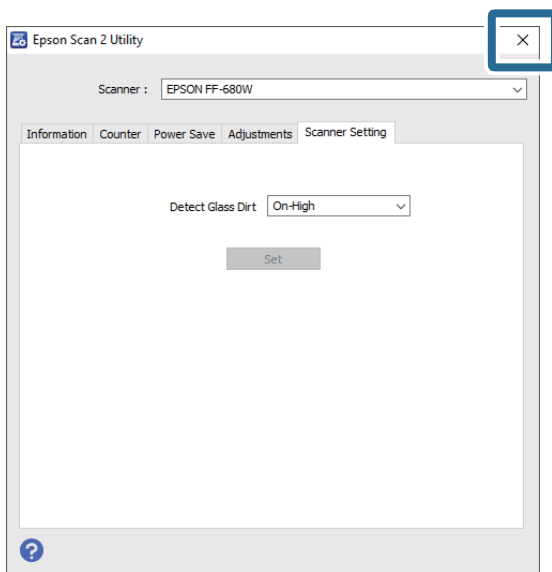 Epson Scan 2 Utility
Scanner : EPSON FF-680W
Information Counter Power Save Adjustments Scanner Setting
Detect Glass Dirt On-High
Set
?